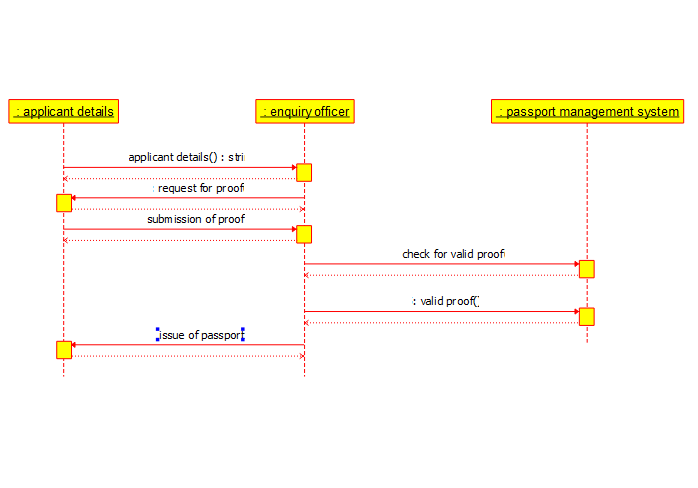 : applicant details
: enquiry officer
: passport management system
applicant details() : stri
: request for proof
submission of proof
check for valid proof
: valid proof(
issue of passport